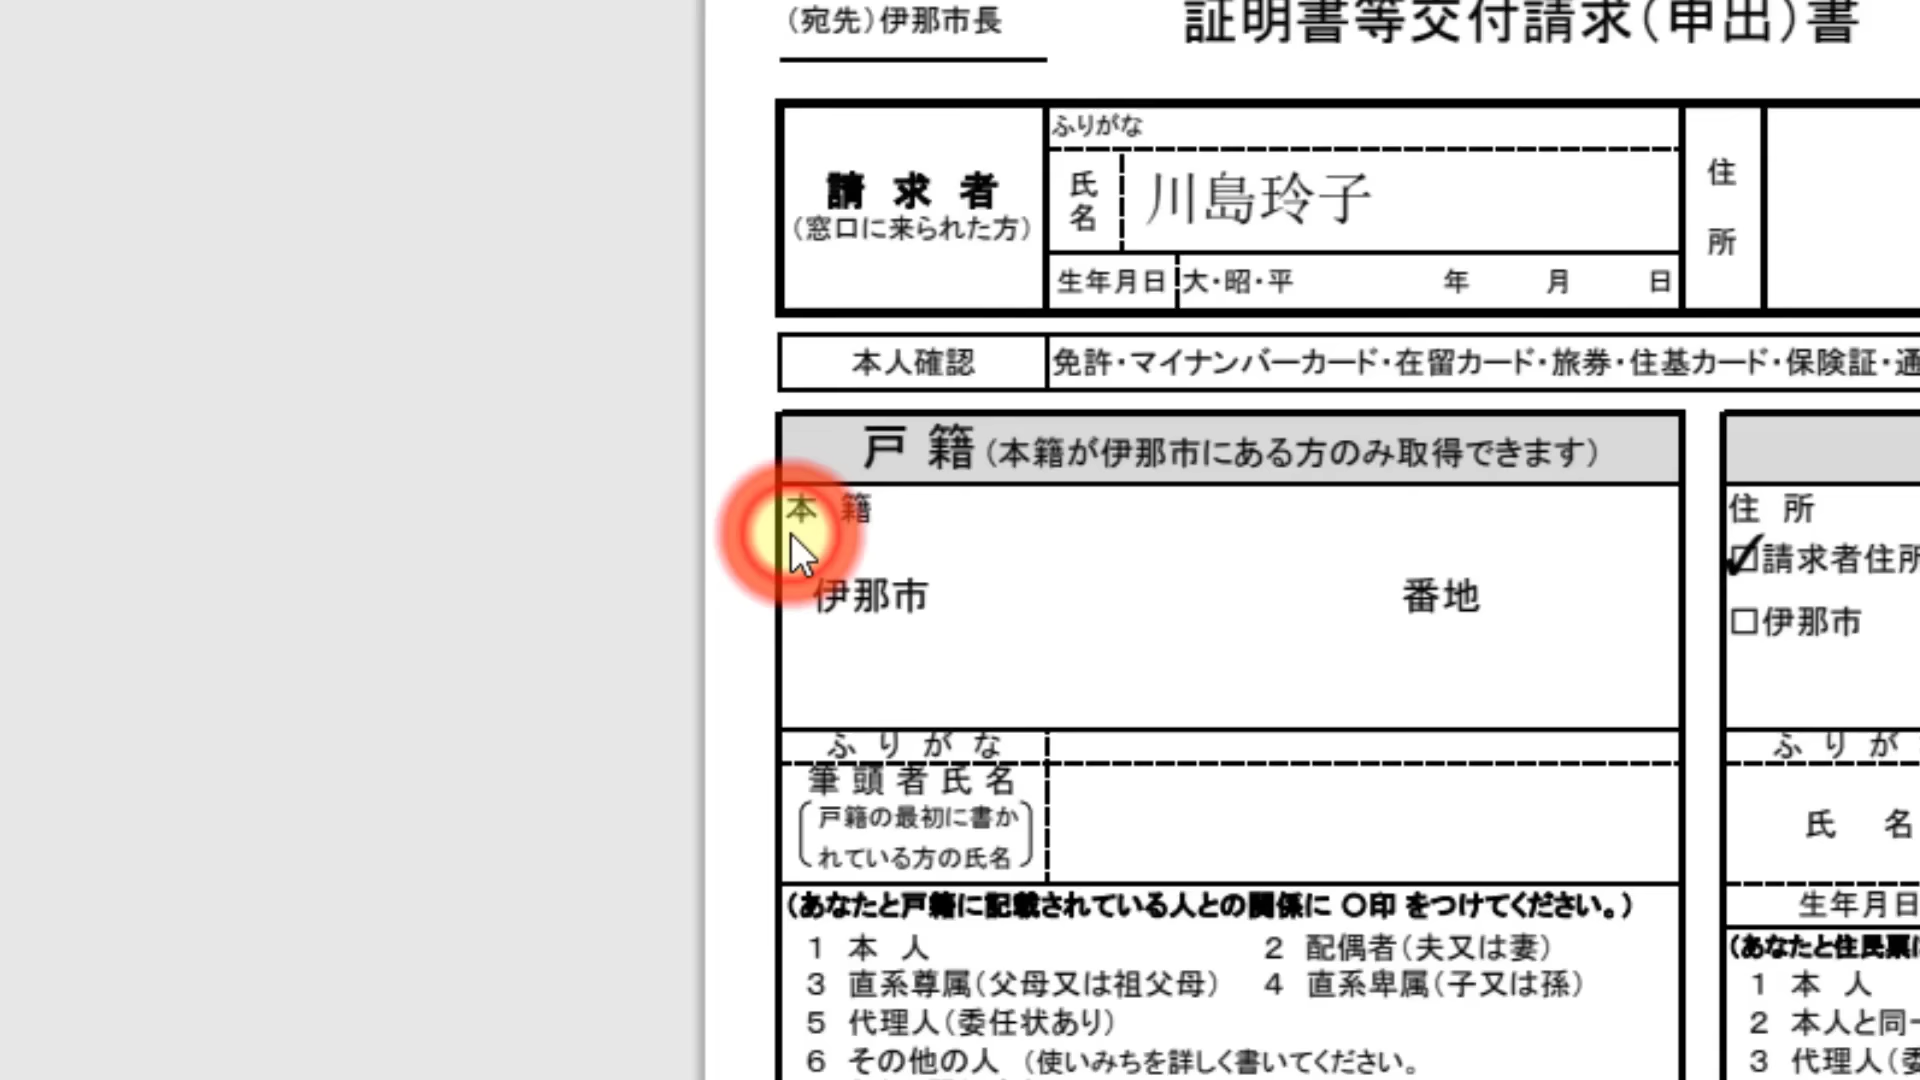 (宛先)伊那市長
証明書等交付請求(申出)書
請 求 者
(窓口に来られた方)
ふりがな
氏名
川島玲子
生年月日
大・昭・平 年 月 日
住所
本人確認
免許・マイナンバーカード・在留カード・旅券・住基カード・保険証・通
戸 籍(本籍が伊那市にある方のみ取得できます)
本 籍
伊那市 番地
ふ り が な
筆 頭 者 氏 名
(戸籍の最初に書か
れている方の氏名)
(あなたと戸籍に記載されている人との関係に 〇印 をつけてください。)
1 本 人
2 配偶者(夫又は妻)
3 直系尊属(父母又は祖父母)
4 直系卑属(子又は孫)
5 代理人(委任状あり)
6 その他の人 (使いみちを詳しく書いてください。
住 所
☑請求者住所
□伊那市
ふ り が
氏 名
生年月日
(あなたと住民票に
1 本 人
2 本人と同一
3 代理人(委